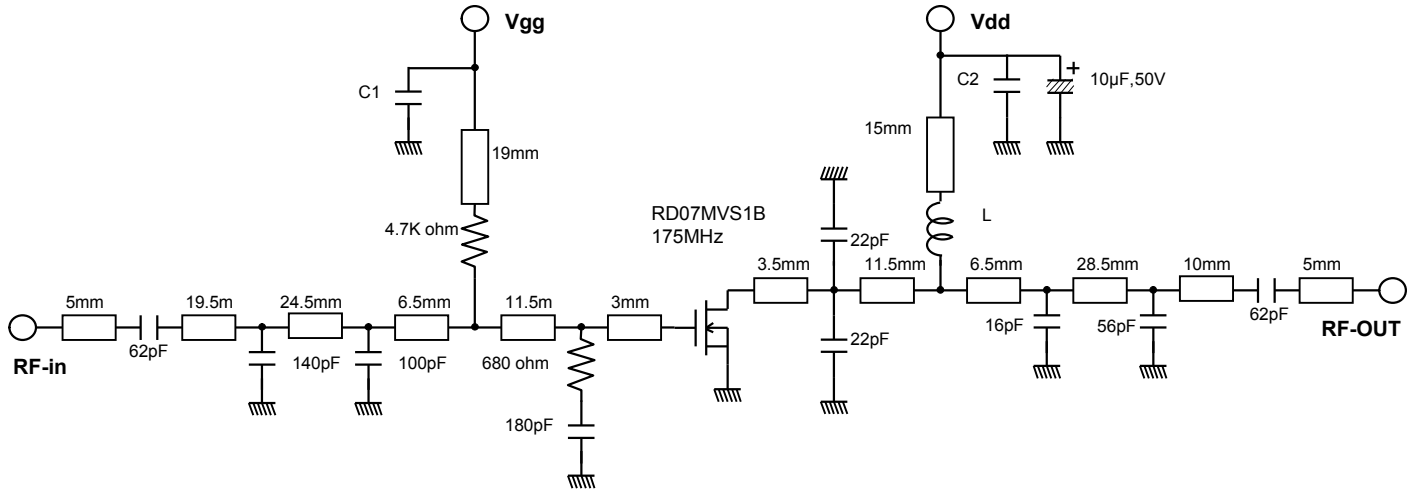 Vgg
Vdd
C1
C2
+
10µF,50V
19mm
15mm
4.7K ohm
L
RD07MVS1B
175MHz
22pF
3.5mm
11.5mm
6.5mm
28.5mm
10mm
5mm
5mm
19.5m
24.5mm
6.5mm
11.5m
3mm
62pF
RF-in
140pF
100pF
680 ohm
180pF
22pF
16pF
56pF
62pF
RF-OUT